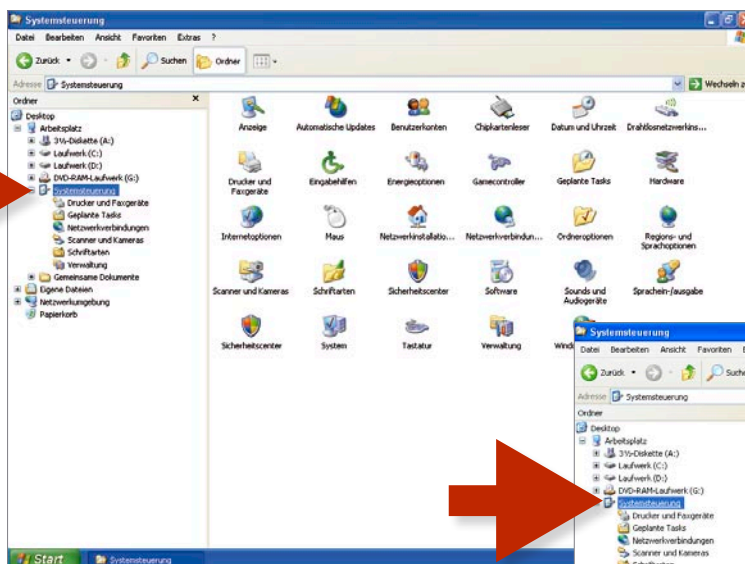 Systemsteuerung
Datei Bearbeiten Ansicht Favoriten Extras ?
Zurück Suchen Ordner
Adresse Systemsteuerung Wechseln z
Ordner x
Desktop
Arbeitsplatz
3½-Diskette (A:)
Laufwerk (C:)
Laufwerk (D:)
DVD-RAM-Laufwerk (G:)
Systemsteuerung
Drucker und Faxgeräte
Geplante Tasks
Netzwerkverbindungen
Scanner und Kameras
Schriftarten
Verwaltung
Gemeinsame Dokumente
Eigene Dateien
Netzwerkumgebung
Papierkorb
Anzeige Automatische Updates Benutzerkonten Chipkartenleser Datum und Uhrzeit Drahtlosnetzwerkins...
Drucker und Faxgeräte Eingabehilfen Energieoptionen Gamecontroller Geplante Tasks Hardware
Internetoptionen Maus Netzwerkinstallatio... Netzwerkverbindun... Ordneroptionen Regions- und Sprachoptionen
Scanner und Kameras Schriftarten Sicherheitscenter Software Sounds und Audiogeräte Sprachein-/ausgabe
Sicherheitscenter System Tastatur Verwaltung Wind
Start Systemsteuerung
Systemsteuerung
Datei Bearbeiten Ansicht Favoriten E
Zurück Suche
Adresse Systemsteuerung
Ordner
Desktop
Arbeitsplatz
3½-Diskette (A:)
Laufwerk (C:)
Laufwerk (D:)
DVD-RAM-Laufwerk (G:)
Systemsteuerung
Drucker und Faxgeräte
Geplante Tasks
Netzwerkverbindungen
Scanner und Kameras
Schriftarten